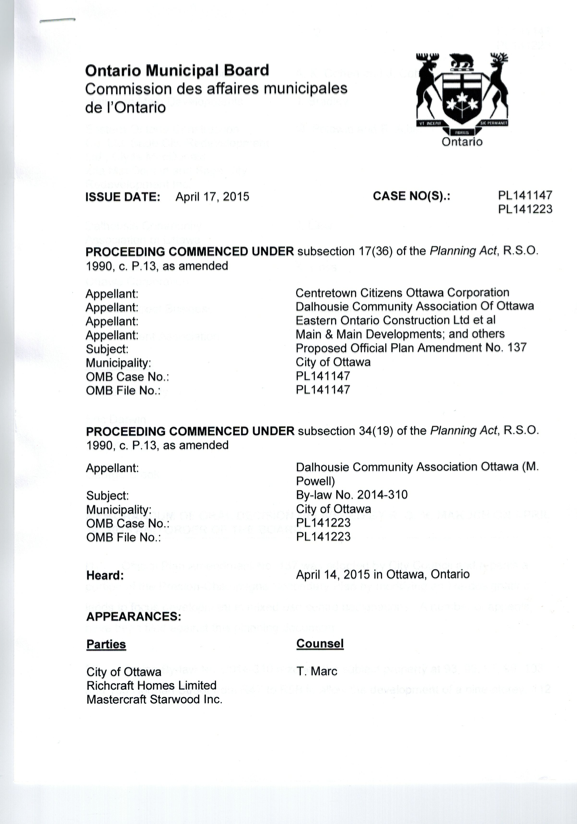 Ontario Municipal Board
Commission des affaires municipales
de l'Ontario
Ontario
ISSUE DATE: April 17, 2015 CASE NO(S).: PL141147
PL141223
PROCEEDING COMMENCED UNDER subsection 17(36) of the Planning Act, R.S.O.
1990, c. P.13, as amended
Appellant: Centretown Citizens Ottawa Corporation
Appellant: Dalhousie Community Association Of Ottawa
Appellant: Eastern Ontario Construction Ltd et al
Appellant: Main & Main Developments; and others
Subject: Proposed Official Plan Amendment No. 137
Municipality: City of Ottawa
OMB Case No.: PL141147
OMB File No.: PL141147
PROCEEDING COMMENCED UNDER subsection 34(19) of the Planning Act, R.S.O.
1990, c. P.13, as amended
Appellant: Dalhousie Community Association Ottawa (M.
Powell)
Subject: By-law No. 2014-310
Municipality: City of Ottawa
OMB Case No.: PL141223
OMB File No.: PL141223
Heard: April 14, 2015 in Ottawa, Ontario
APPEARANCES:
Parties Counsel
City of Ottawa T. Marc
Richcraft Homes Limited
Mastercraft Starwood Inc.